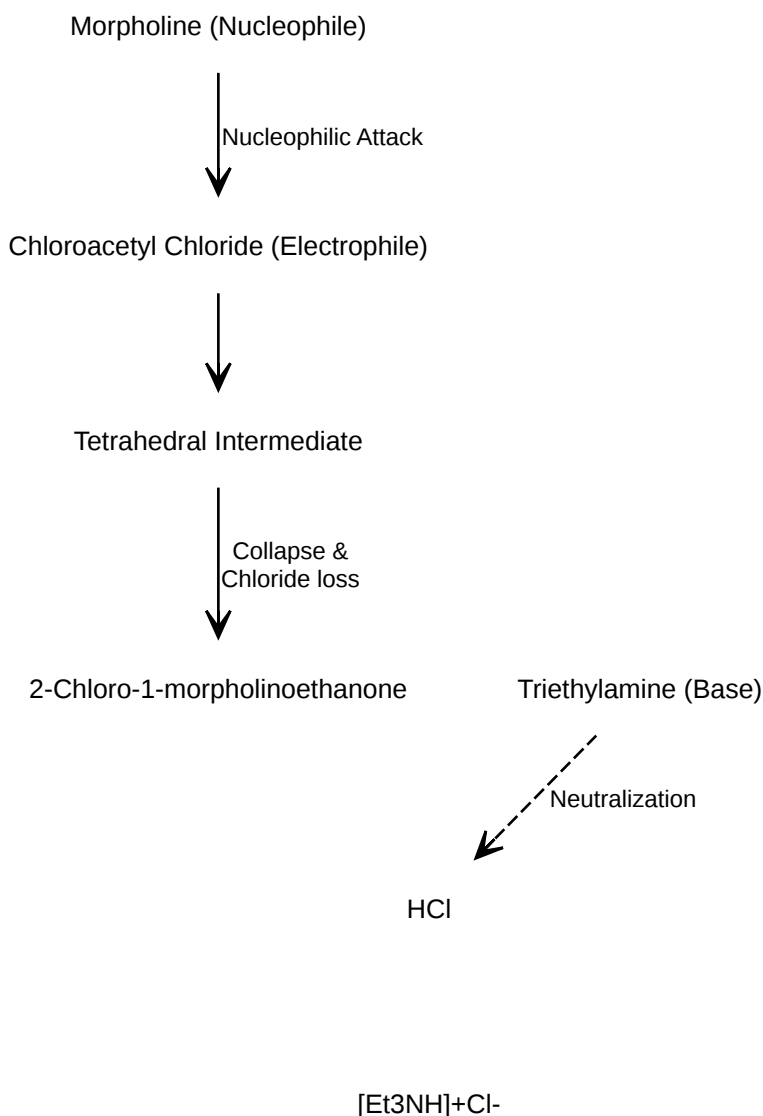 Morpholine (Nucleophile)
Nucleophilic Attack
Chloroacetyl Chloride (Electrophile)
Tetrahedral Intermediate
Collapse &
Chloride loss
2-Chloro-1-morpholinoethanone
Triethylamine (Base)
Neutralization
HCl
[Et3NH]+Cl-